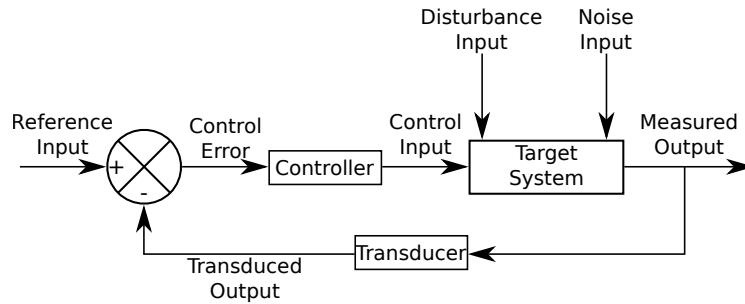 Disturbance
Input
Noise
Input
Reference
Input
Control
Error
Control
Input
Measured
Output
+
-
Controller
Target
System
Transducer
Transduced
Output